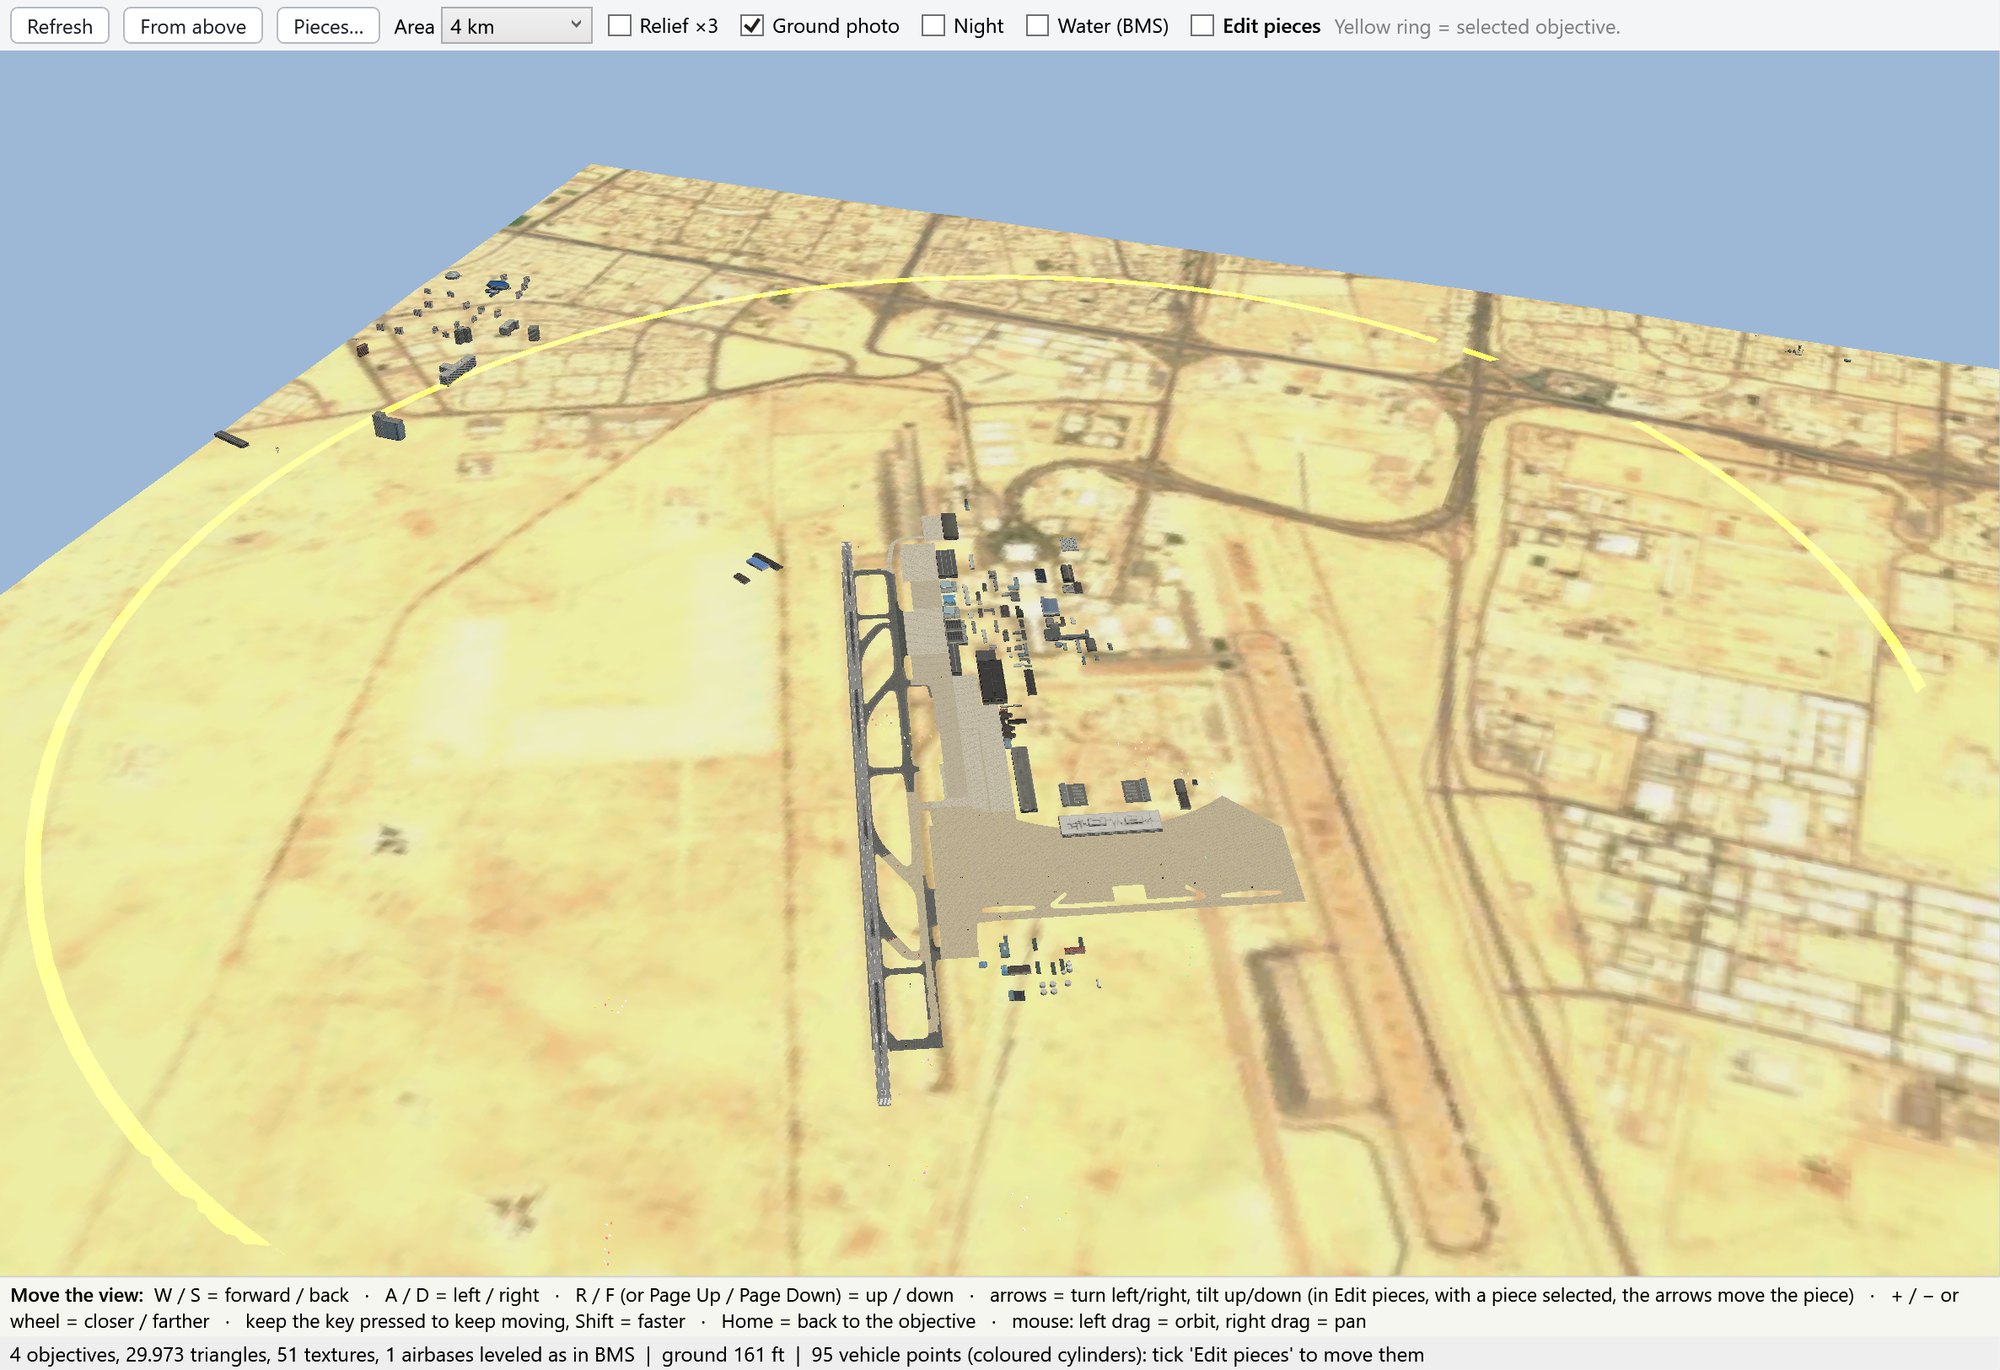 Refresh From above Pieces... Area 4 km Relief ×3 Ground photo Night Water (BMS) Edit pieces Yellow ring = selected objective.
Move the view: W / S = forward / back · A / D = left / right · R / F (or Page Up / Page Down) = up / down · arrows = turn left/right, tilt up/down (in Edit pieces, with a piece selected, the arrows move the piece) · + / − or
wheel = closer / farther · keep the key pressed to keep moving, Shift = faster · Home = back to the objective · mouse: left drag = orbit, right drag = pan
4 objectives, 29.973 triangles, 51 textures, 1 airbases leveled as in BMS | ground 161 ft | 95 vehicle points (coloured cylinders): tick 'Edit pieces' to move them